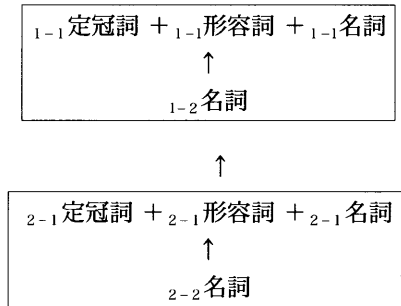 1-1定冠詞 + 1-1形容詞 + 1-1名詞
↑
1-2名詞
↑
2-1定冠詞 + 2-1形容詞 + 2-1名詞
↑
2-2名詞